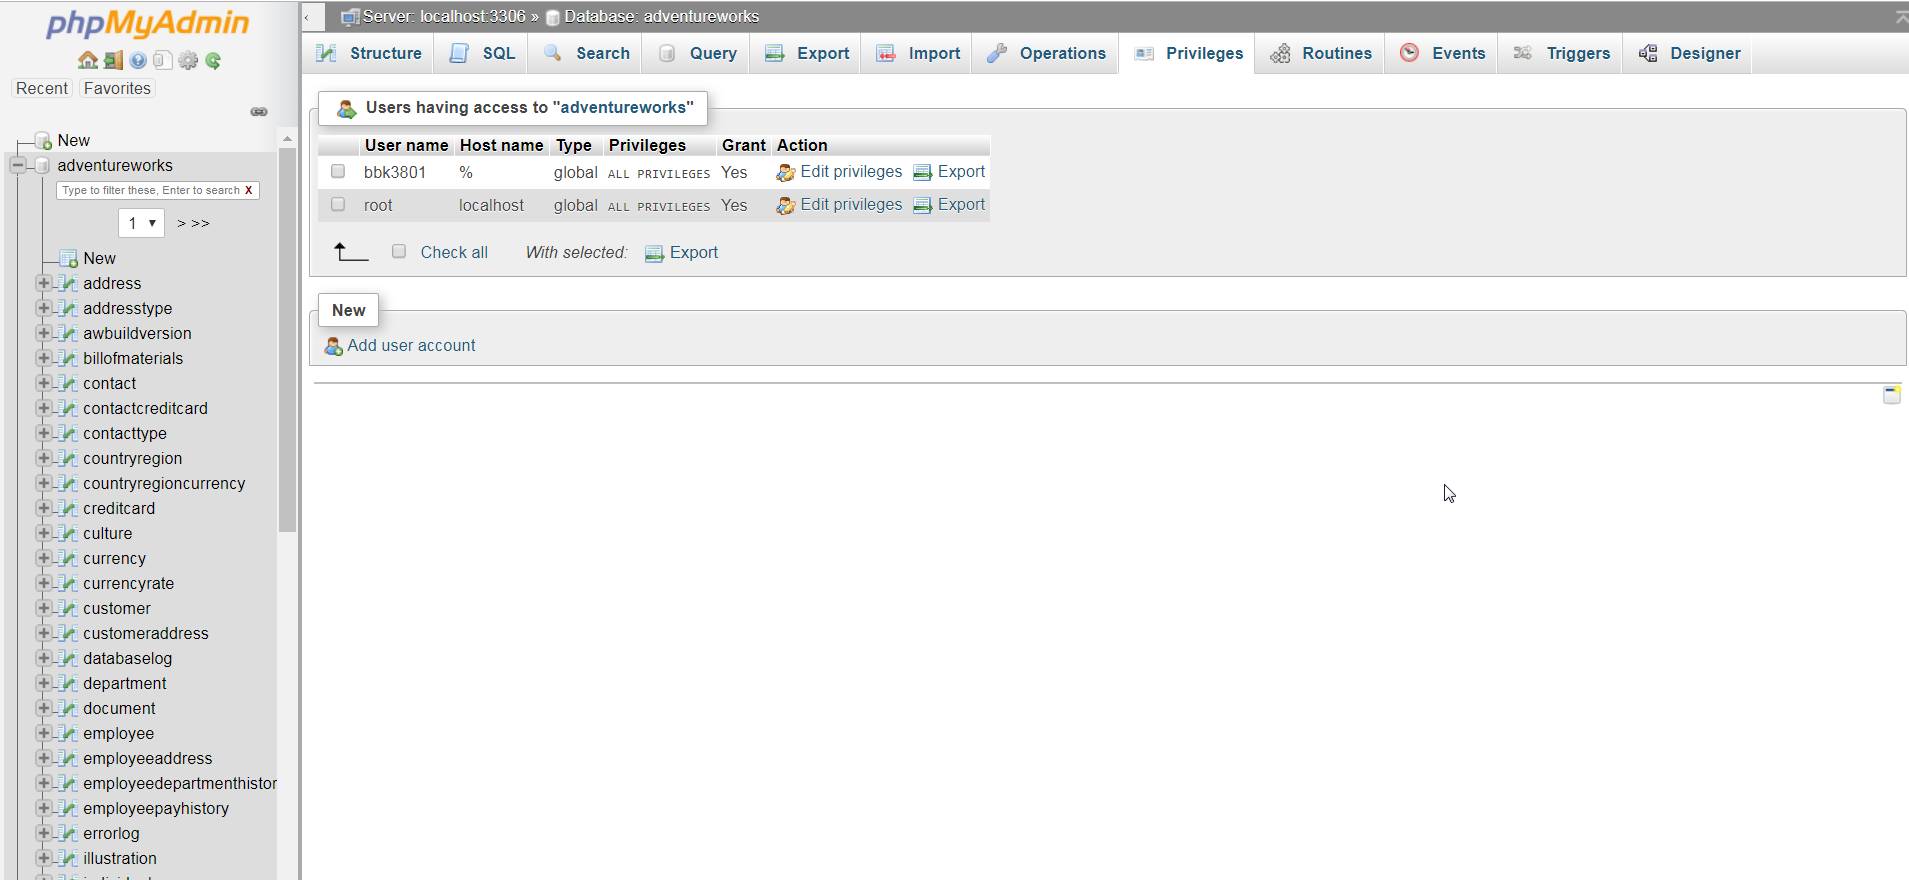 phpMyAdmin
Recent Favorites
New
adventureworks
Type to filter these, Enter to search X
1 > >>
New
address
addresstype
awbuildversion
billofmaterials
contact
contactcreditcard
contacttype
countryregion
countryregioncurrency
creditcard
culture
currency
currencyrate
customer
customeraddress
databaselog
department
document
employee
employeeaddress
employeedepartmenthistor
employeepayhistory
errorlog
illustration
Server: localhost:3306 » Database: adventureworks
Structure SQL Search Query Export Import Operations Privileges Routines Events Triggers Designer
Users having access to "adventureworks"
User name Host name Type Privileges Grant Action
bbk3801 % global ALL PRIVILEGES Yes Edit privileges Export
root localhost global ALL PRIVILEGES Yes Edit privileges Export
Check all With selected: Export
New
Add user account